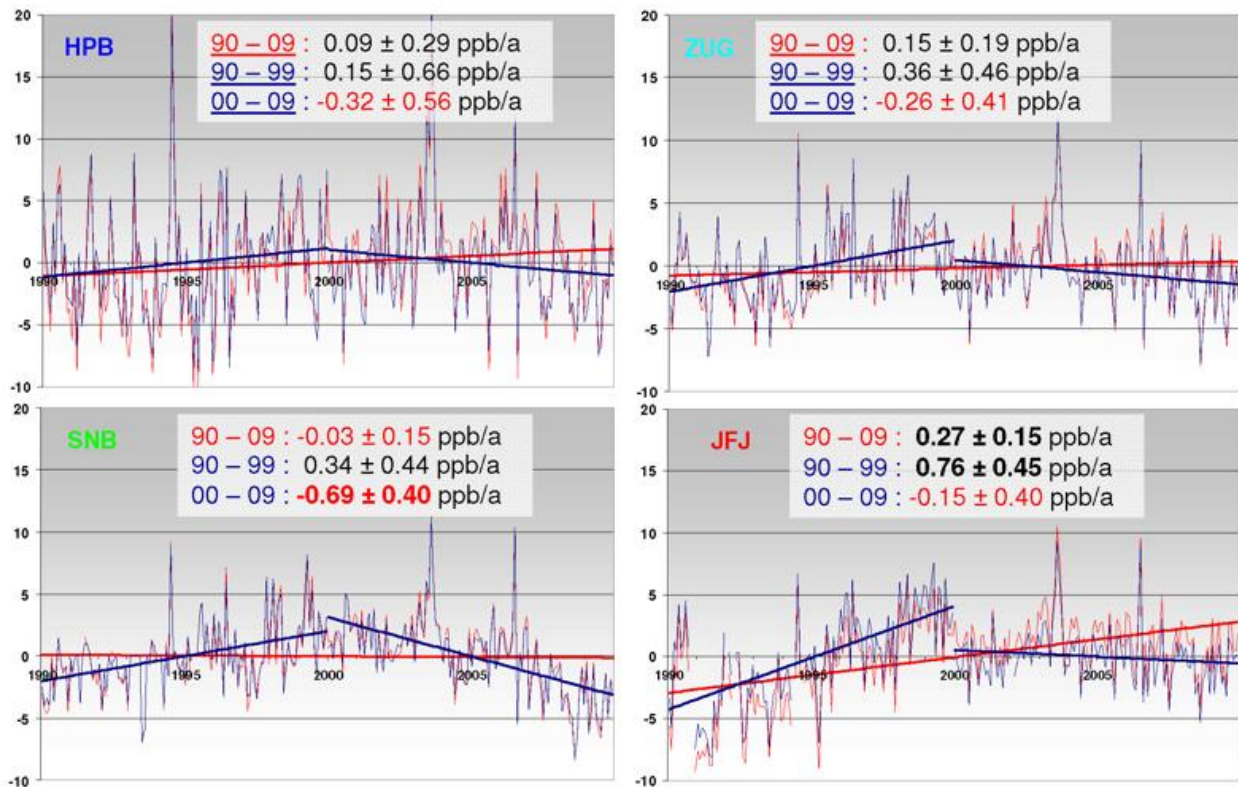 20
15
10
5
0
-5
-10
HPB
90 – 09 : 0.09 ± 0.29 ppb/a
90 – 99 : 0.15 ± 0.66 ppb/a
00 – 09 : -0.32 ± 0.56 ppb/a
1990 1995 2000 2005
20
15
10
5
0
-5
-10
ZUG
90 – 09 : 0.15 ± 0.19 ppb/a
90 – 99 : 0.36 ± 0.46 ppb/a
00 – 09 : -0.26 ± 0.41 ppb/a
1990 1995 2000 2005
20
15
10
5
0
-5
-10
SNB
90 – 09 : -0.03 ± 0.15 ppb/a
90 – 99 : 0.34 ± 0.44 ppb/a
00 – 09 : -0.69 ± 0.40 ppb/a
1990 1995 2000 2005
20
15
10
5
0
-5
-10
JFJ
90 – 09 : 0.27 ± 0.15 ppb/a
90 – 99 : 0.76 ± 0.45 ppb/a
00 – 09 : -0.15 ± 0.40 ppb/a
1990 1995 2000 2005